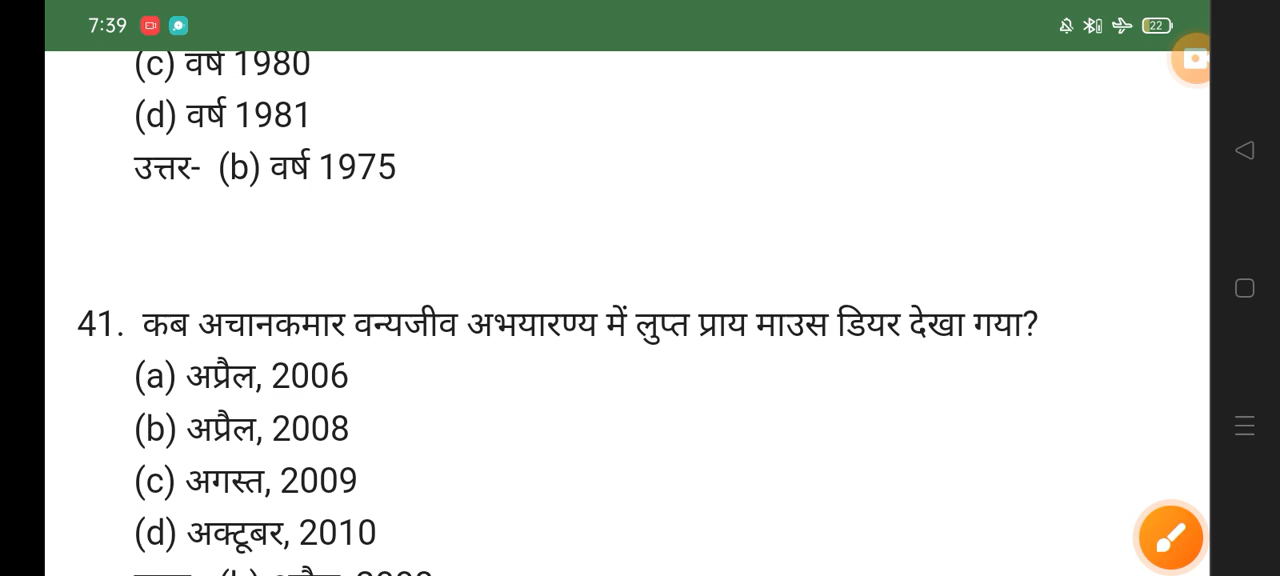 7:39
22
(c) वर्ष 1980
(d) वर्ष 1981
उत्तर- (b) वर्ष 1975
41. कब अचानकमार वन्यजीव अभयारण्य में लुप्त प्राय माउस डियर देखा गया?
(a) अप्रैल, 2006
(b) अप्रैल, 2008
(c) अगस्त, 2009
(d) अक्टूबर, 2010